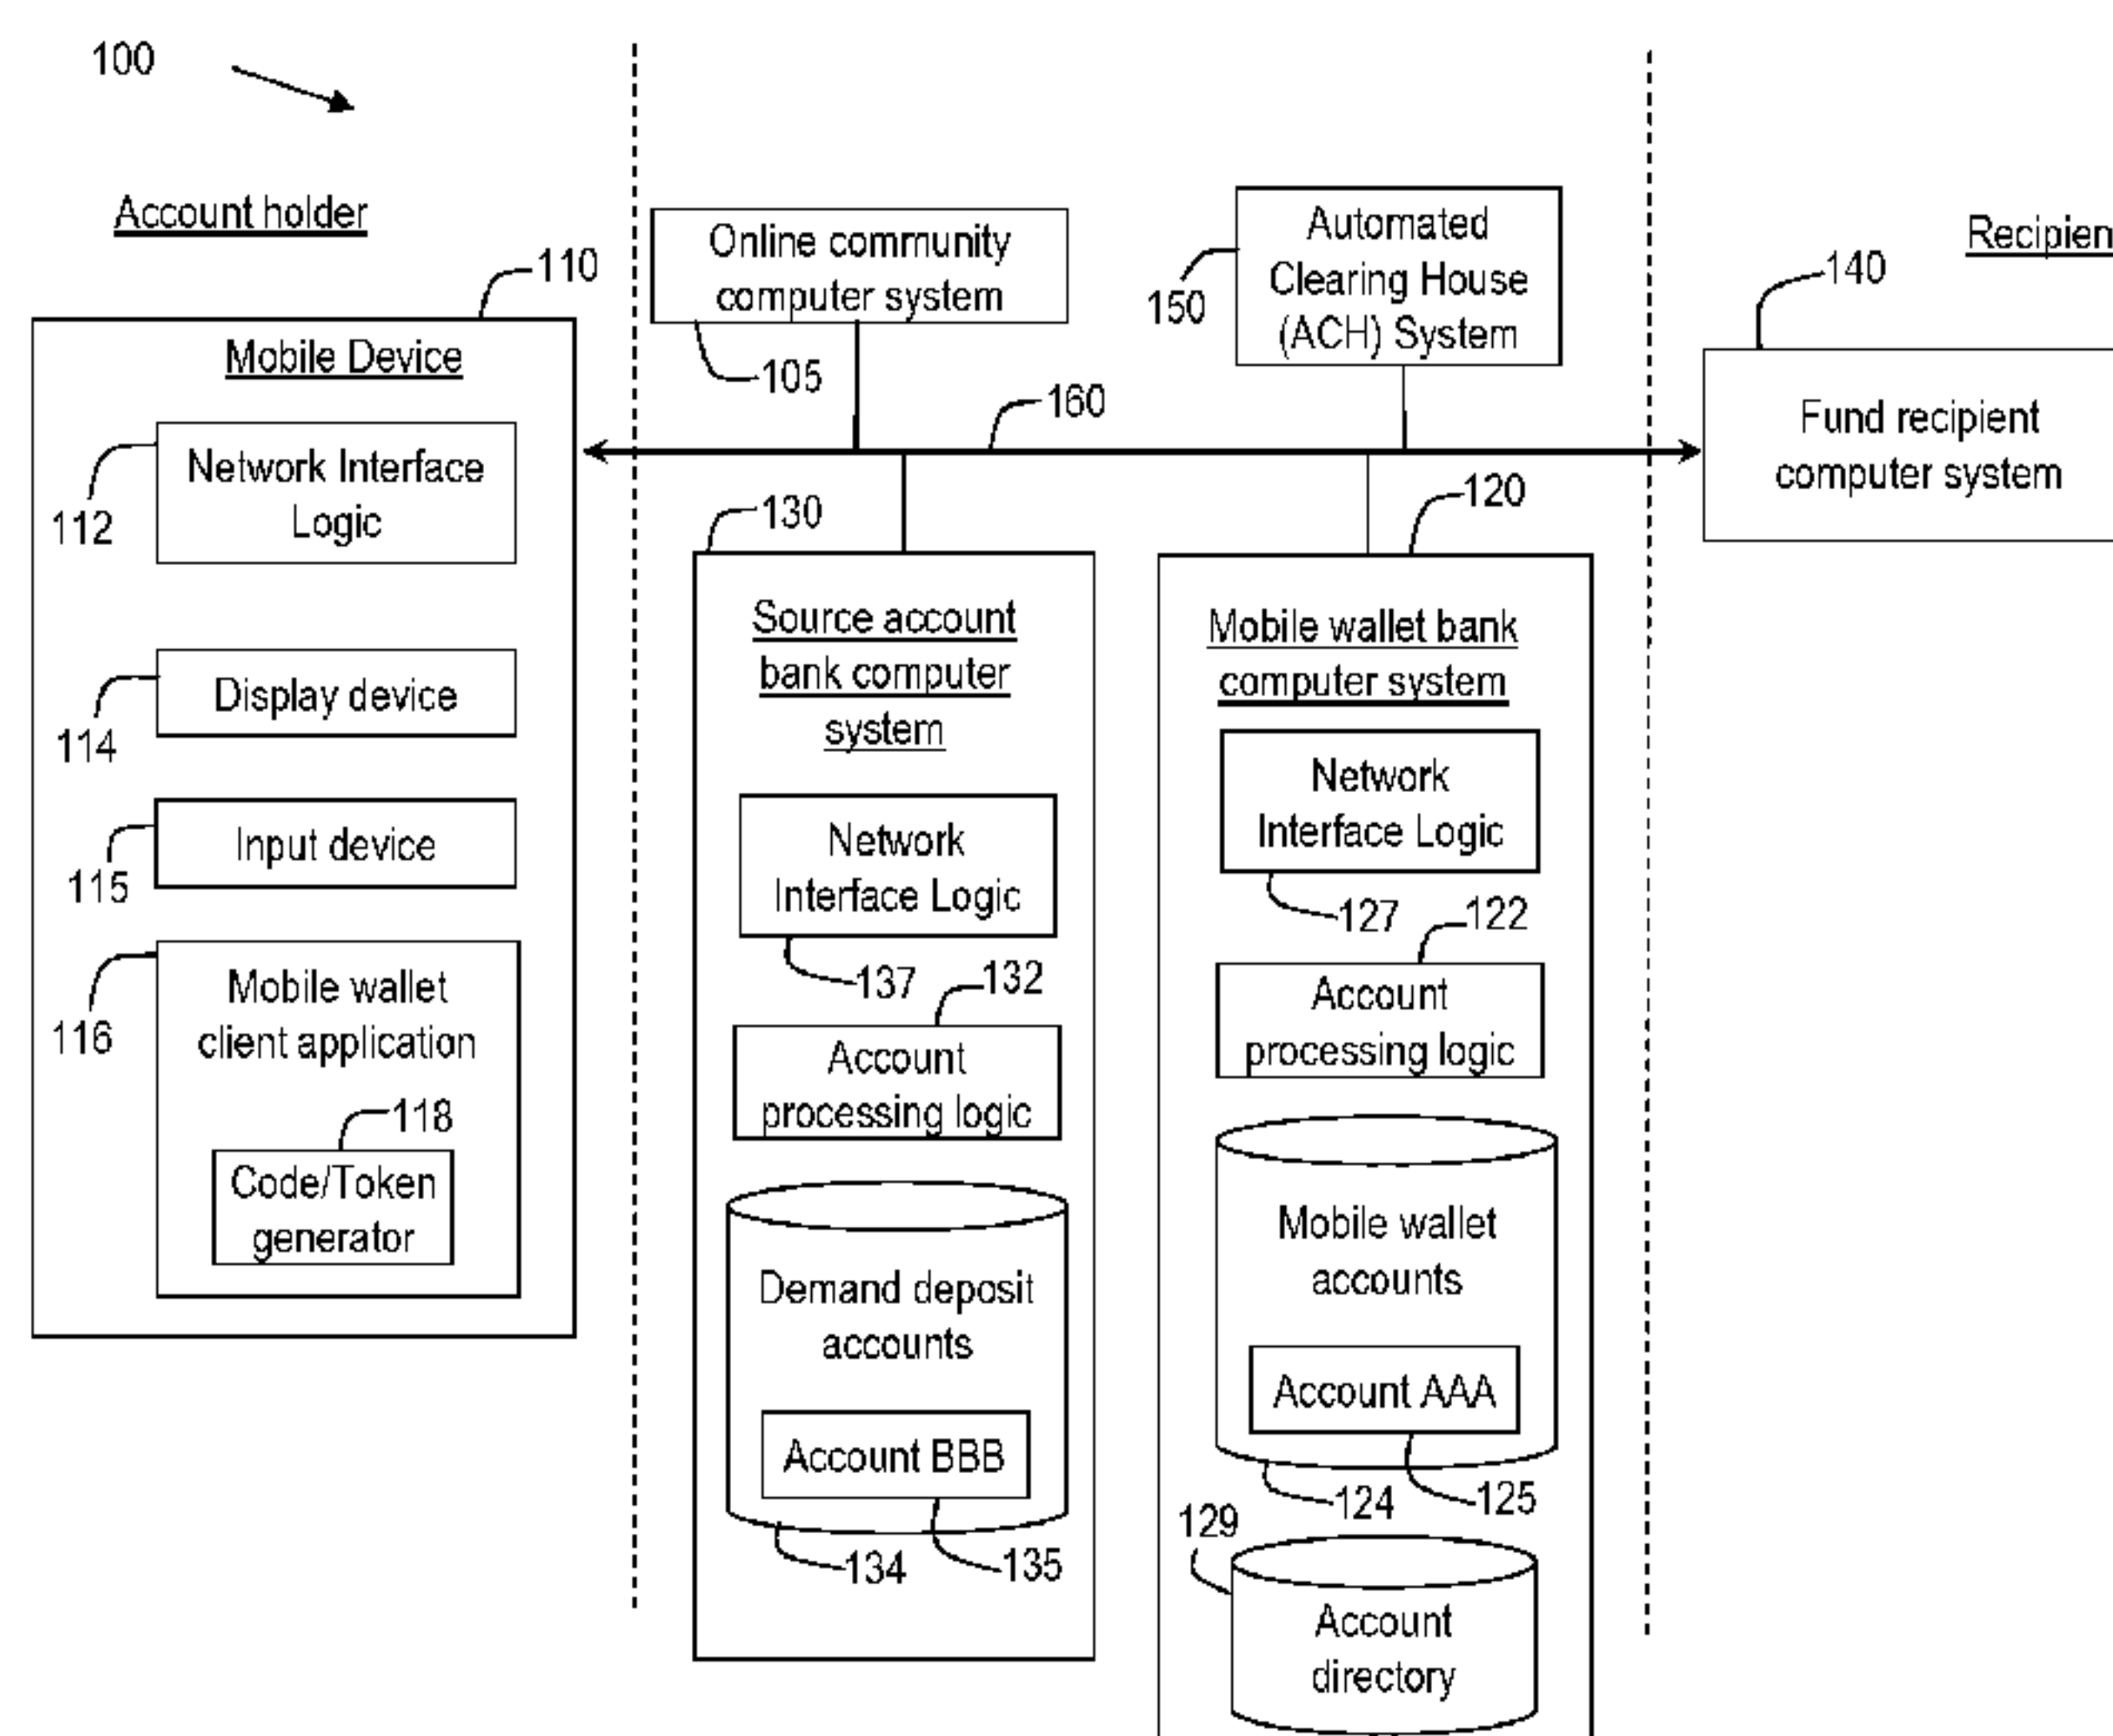 100
Account holder
110
Mobile Device
Network Interface
Logic
112
Display device
114
Input device
115
Mobile wallet
client application
116
118
Code/Token
generator
Online community
computer system
105
160
Automated
Clearing House
(ACH) System
150
130
Source account
bank computer
system
Network
Interface Logic
137
132
Account
processing logic
Demand deposit
accounts
Account BBB
134
135
120
Mobile wallet bank
computer system
Network
Interface Logic
127
122
Account
processing logic
Mobile wallet
accounts
Account AAA
124
125
129
Account
directory
Recipien
140
Fund recipient
computer system